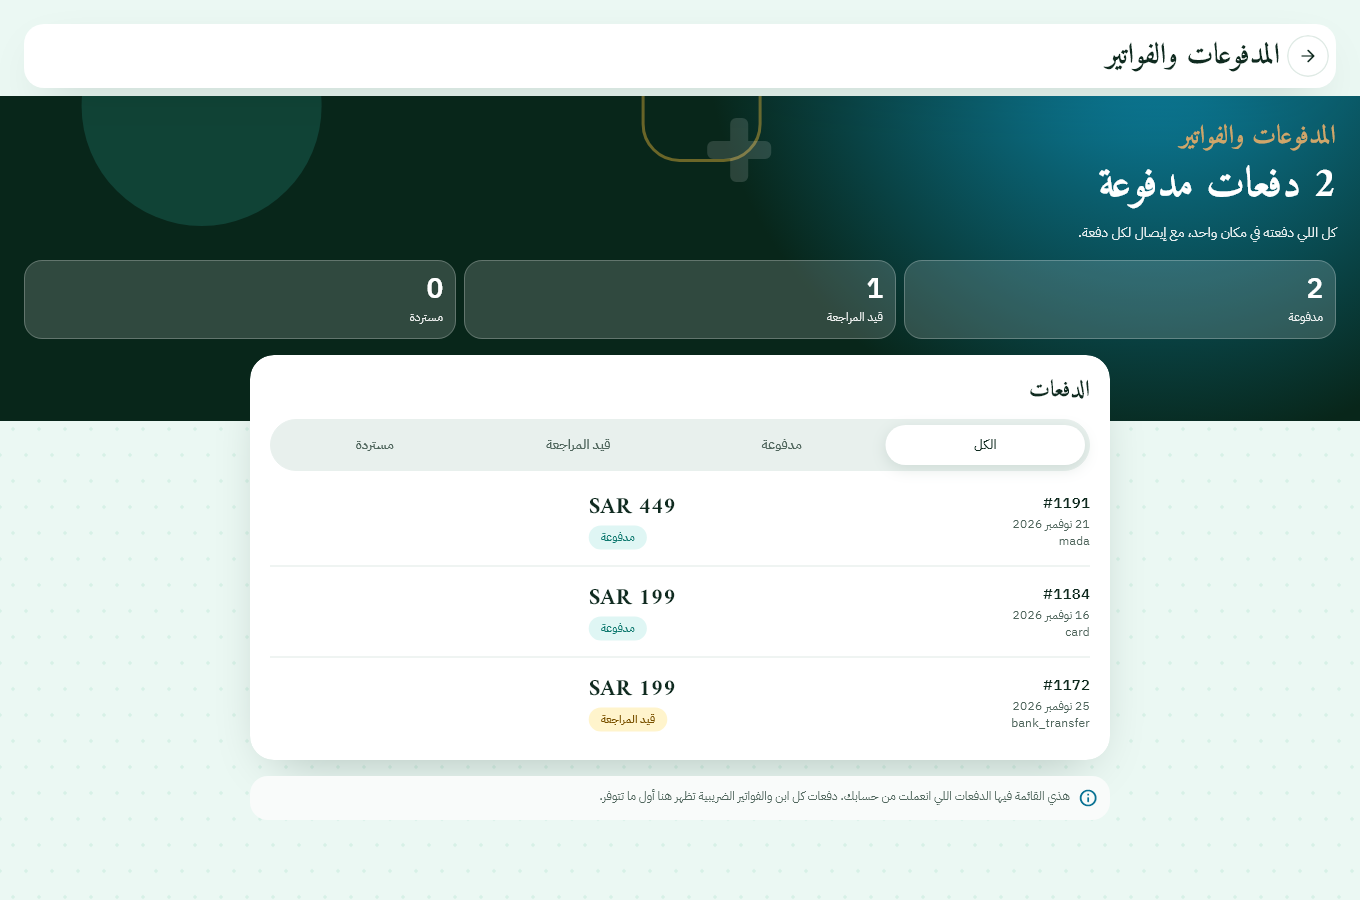 المدفوعات والفواتير
المدفوعات والفواتير
2 دفعات مدفوعة
كل اللي دفعته في مكان واحد، مع إيصال لكل دفعة.
2
مدفوعة
1
قيد المراجعة
0
مستردة
الدفعات
الكل
مدفوعة
قيد المراجعة
مستردة
#1191
21 نوفمبر 2026
mada
SAR 449
مدفوعة
#1184
16 نوفمبر 2026
card
SAR 199
مدفوعة
#1172
25 نوفمبر 2026
bank_transfer
SAR 199
قيد المراجعة
هذي القائمة فيها الدفعات اللي انعملت من حسابك. دفعات كل ابن والفواتير الضريبية تظهر هنا أول ما تتوفر.